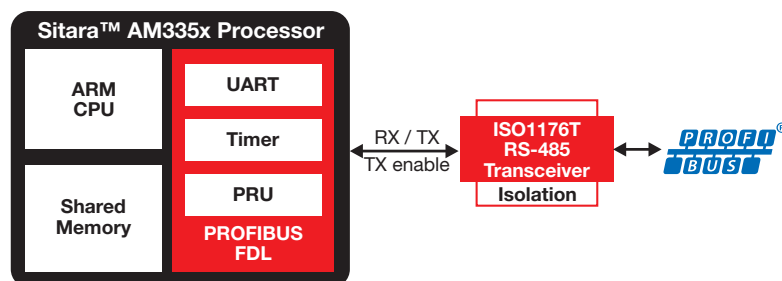 Sitara™ AM335x Processor
ARM
CPU
Shared
Memory
UART
Timer
PRU
PROFIBUS
FDL
RX / TX
TX enable
ISO1176T
RS-485
Transceiver
Isolation
PROFI
BUS
®